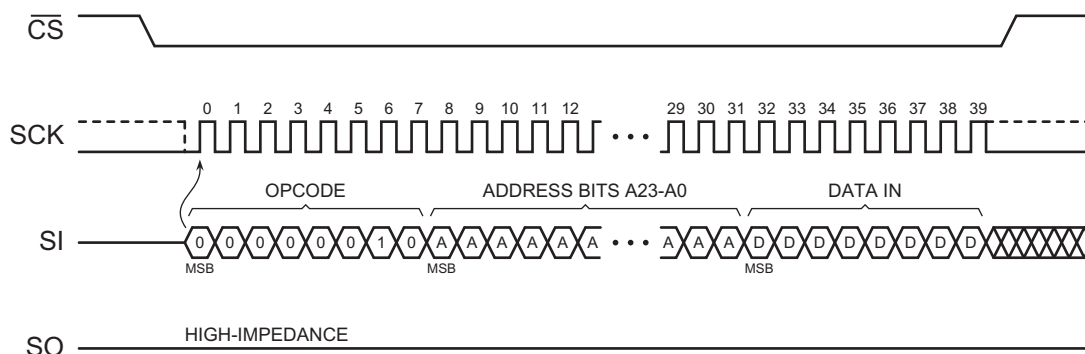 CS
0 1 2 3 4 5 6 7 8 9 10 11 12 29 30 31 32 33 34 35 36 37 38 39
SCK
OPCODE ADDRESS BITS A23-A0 DATA IN
SI 0 0 0 0 0 0 1 0 A A A A A A A A A D D D D D D D D
MSB MSB MSB
HIGH-IMPEDANCE
SO